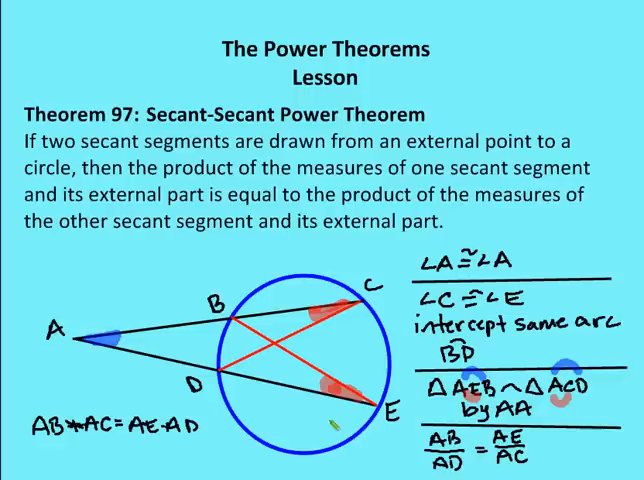 The Power Theorems
Lesson
Theorem 97: Secant-Secant Power Theorem
If two secant segments are drawn from an external point to a
circle, then the product of the measures of one secant segment
and its external part is equal to the product of the measures of
the other secant segment and its external part.
A
B
C
D
E
AB*AC=AE·AD
∠A≅∠A
∠C≅∠E
intercept same arc
BD
△AEB~△ACD
by AA
AB/AD = AE/AC